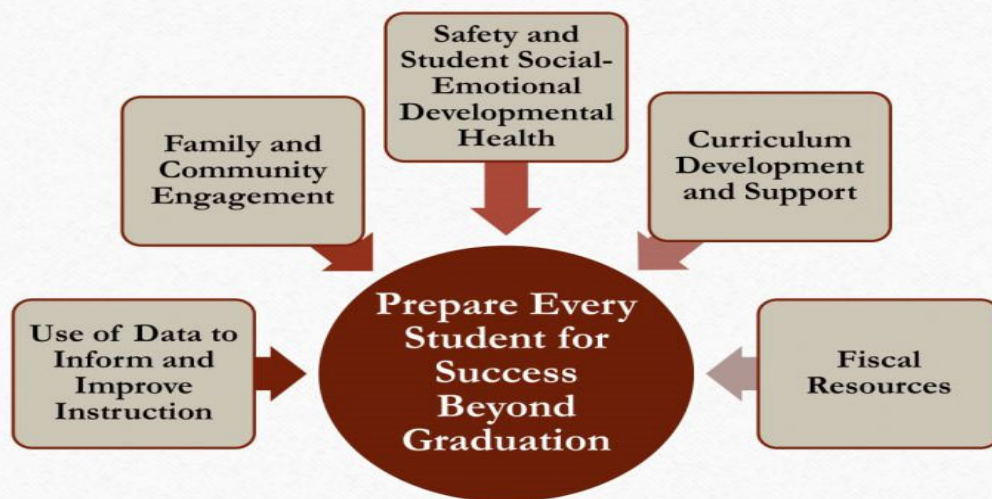 Safety and
Student Social-
Emotional
Developmental
Health
Family and
Community
Engagement
Curriculum
Development
and Support
Use of Data to
Inform and
Improve
Instruction
Prepare Every
Student for
Success
Beyond
Graduation
Fiscal
Resources